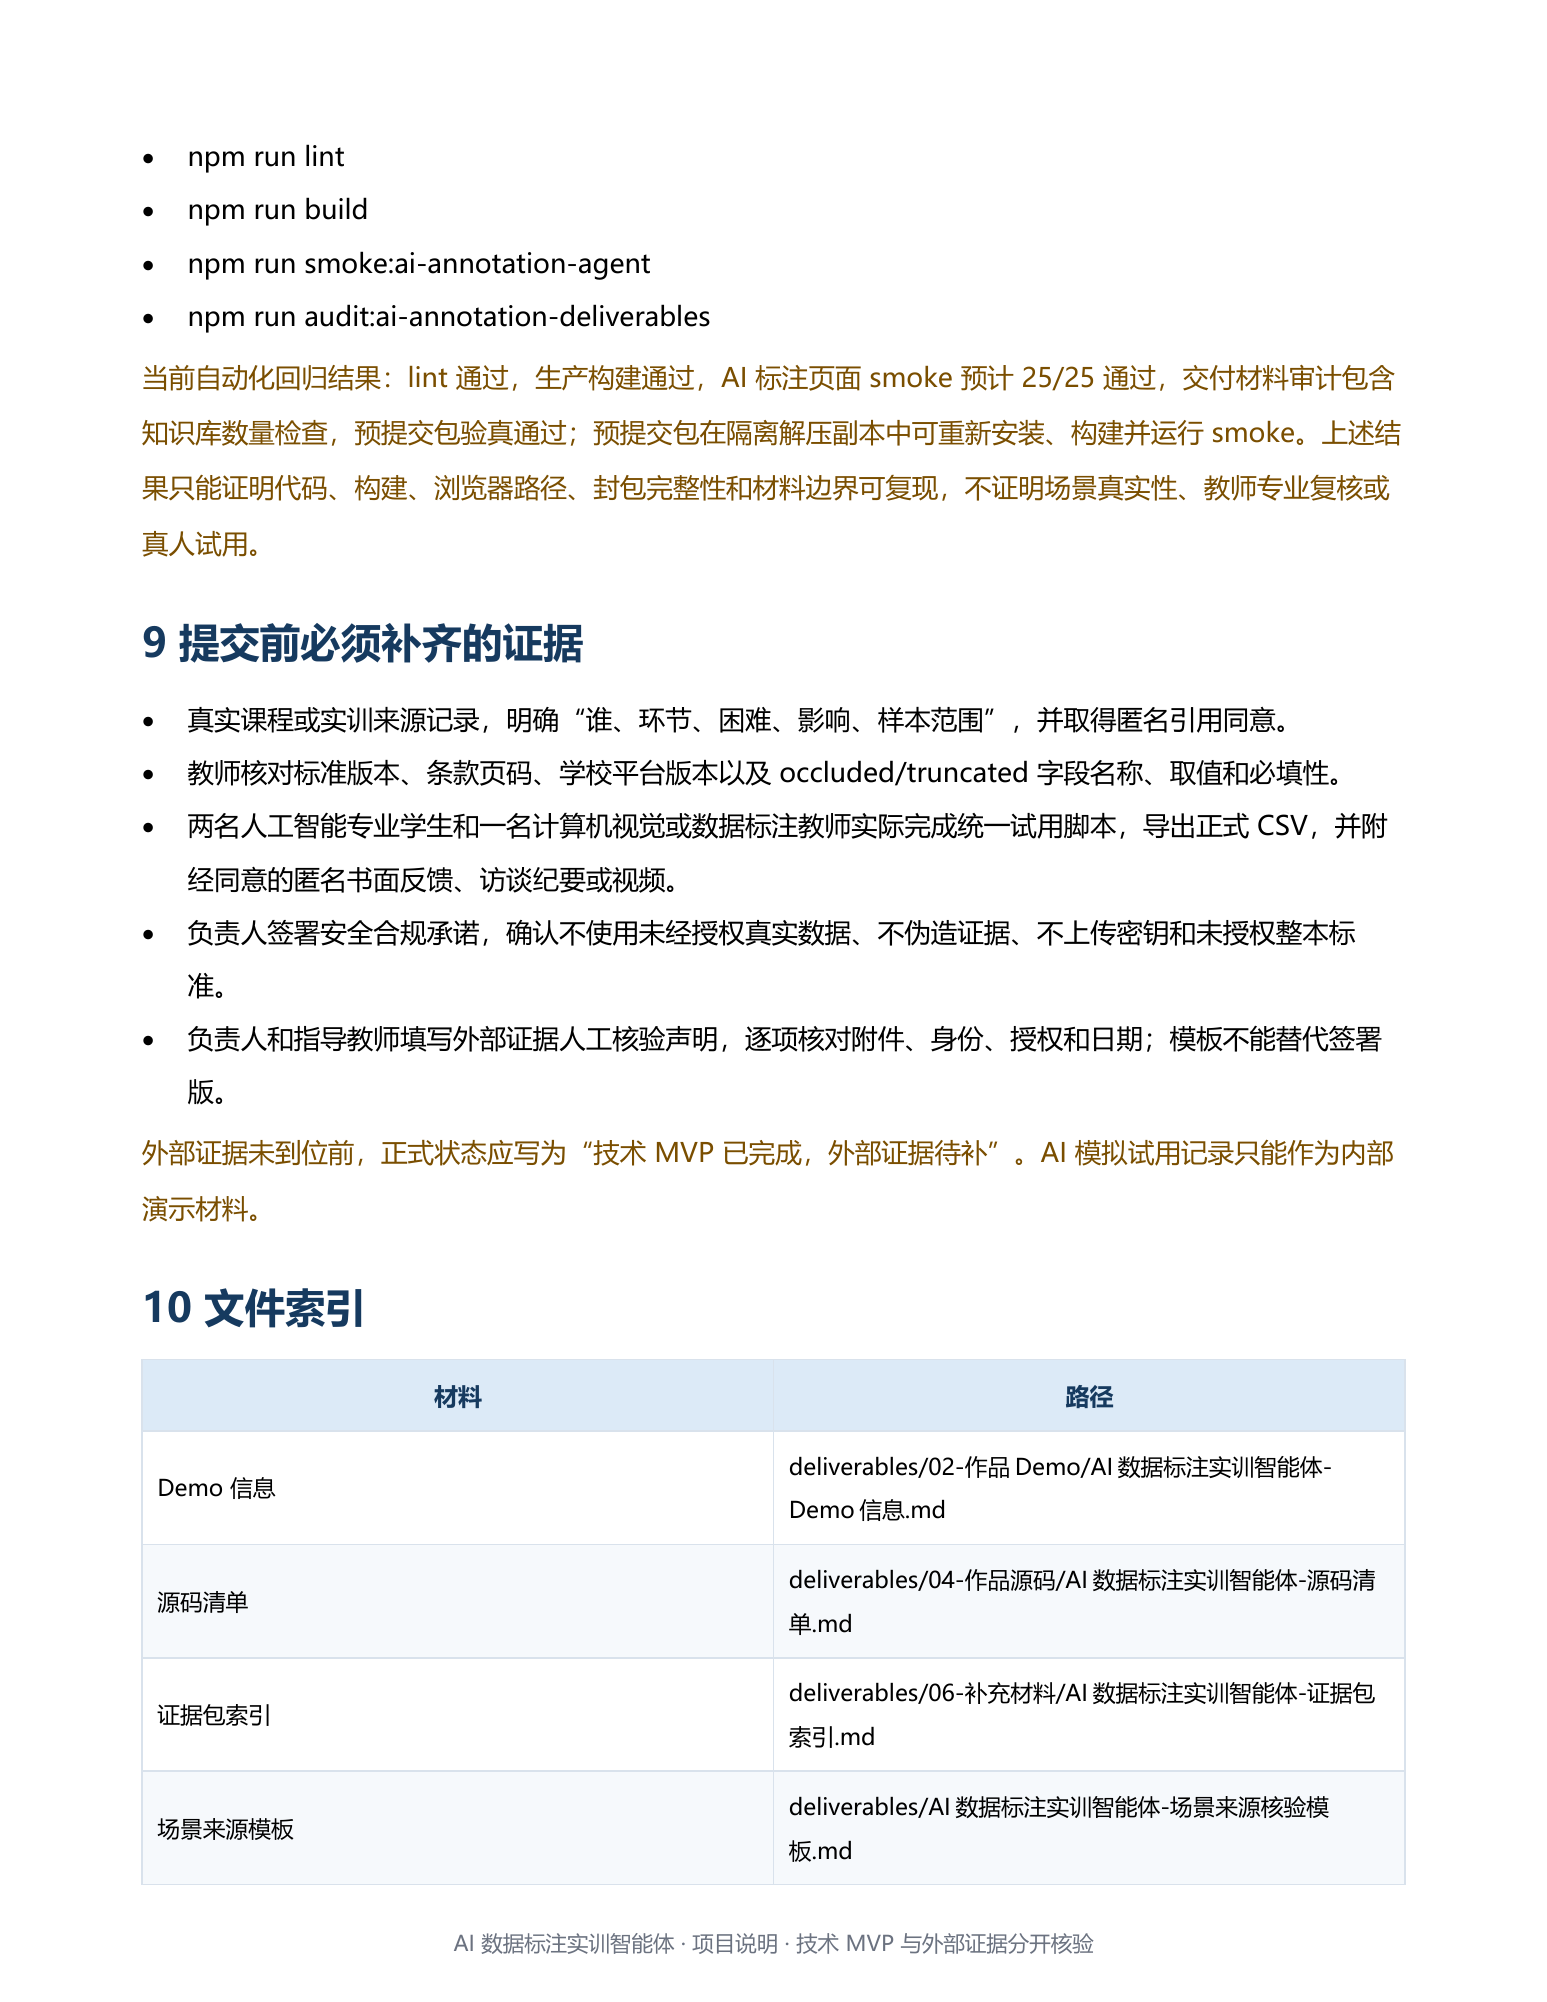 • npm run lint
• npm run build
• npm run smoke:ai-annotation-agent
• npm run audit:ai-annotation-deliverables
当前自动化回归结果：lint 通过，生产构建通过，AI 标注页面 smoke 预计 25/25 通过，交付材料审计包含
知识库数量检查，预提交包验真通过；预提交包在隔离解压副本中可重新安装、构建并运行 smoke。上述结
果只能证明代码、构建、浏览器路径、封包完整性和材料边界可复现，不证明场景真实性、教师专业复核或
真人试用。
9 提交前必须补齐的证据
• 真实课程或实训来源记录，明确“谁、环节、困难、影响、样本范围”，并取得匿名引用同意。
• 教师核对标准版本、条款页码、学校平台版本以及 occluded/truncated 字段名称、取值和必填性。
• 两名人工智能专业学生和一名计算机视觉或数据标注教师实际完成统一试用脚本，导出正式 CSV，并附
经同意的匿名书面反馈、访谈纪要或视频。
• 负责人签署安全合规承诺，确认不使用未经授权真实数据、不伪造证据、不上传密钥和未授权整本标
准。
• 负责人和指导教师填写外部证据人工核验声明，逐项核对附件、身份、授权和日期；模板不能替代签署
版。
外部证据未到位前，正式状态应写为“技术 MVP 已完成，外部证据待补”。AI 模拟试用记录只能作为内部
演示材料。
10 文件索引
材料 路径
Demo 信息 deliverables/02-作品 Demo/AI 数据标注实训智能体-
Demo 信息.md
源码清单 deliverables/04-作品源码/AI 数据标注实训智能体-源码清
单.md
证据包索引 deliverables/06-补充材料/AI 数据标注实训智能体-证据包
索引.md
场景来源模板 deliverables/AI 数据标注实训智能体-场景来源核验模
板.md
AI 数据标注实训智能体 · 项目说明 · 技术 MVP 与外部证据分开核验